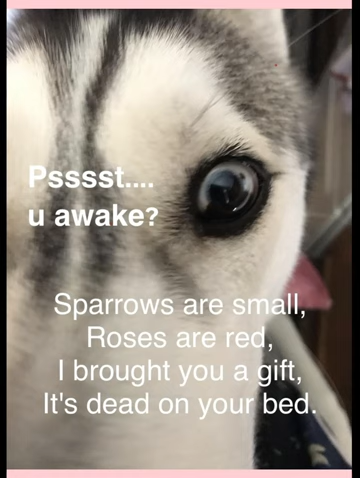 Psssst....
u awake?
Sparrows are small,
Roses are red,
I brought you a gift,
It's dead on your bed.